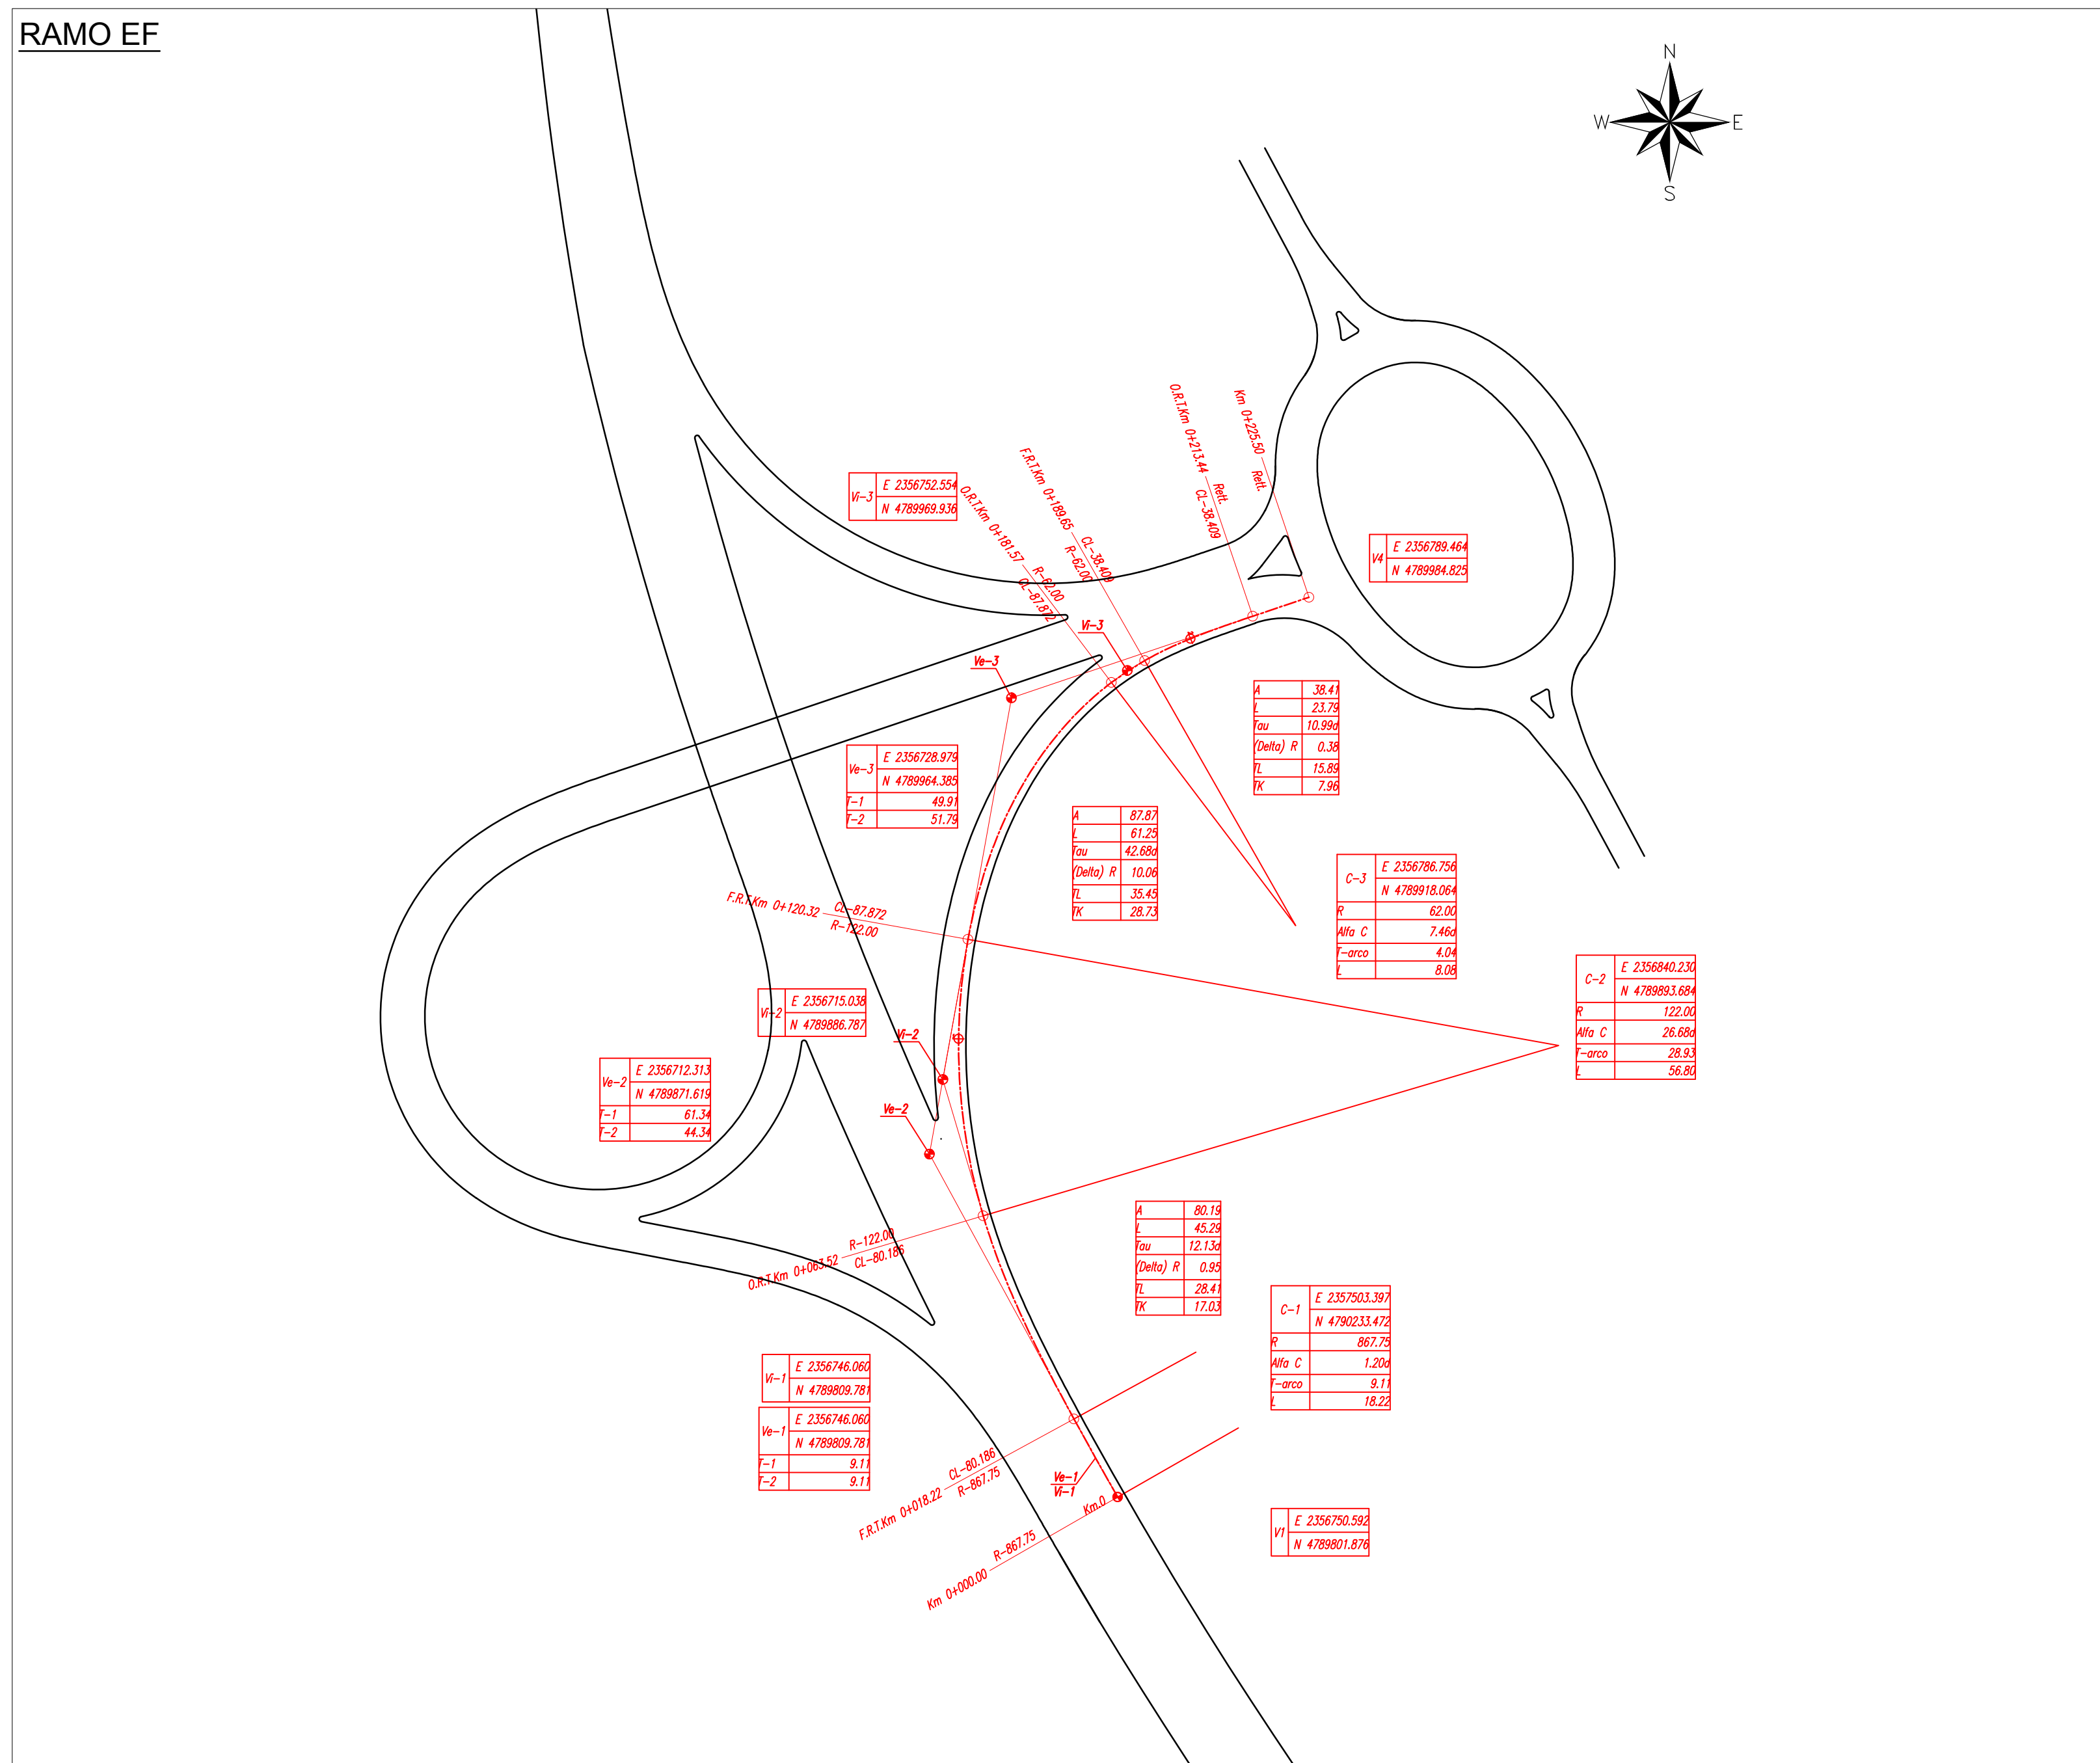 RAMO EF
N
W
E
S
Km 0+225.50
Rett.
O.R.T.Km 0+213.44
Rett.
CL-38.409
F.R.T.Km 0+189.65
CL-38.409
R-62.00
O.R.T.Km 0+181.57
R-62.00
CL-87.872
Vi-3
E 2356752.554
N 4789969.936
V4
E 2356789.464
N 4789984.825
Vi-3
Ve-3
A 38.41
L 23.79
Tau 10.99d
(Delta) R 0.38
TL 15.89
TK 7.96
Ve-3
E 2356728.979
N 4789964.385
T-1 49.91
T-2 51.79
A 87.87
L 61.25
Tau 42.68d
(Delta) R 10.06
TL 35.45
TK 28.73
C-3
E 2356786.756
N 4789918.064
R 62.00
Alfa C 7.46d
T-arco 4.04
L 8.08
F.R.T.Km 0+120.32
CL-87.872
R-122.00
C-2
E 2356840.230
N 4789893.684
R 122.00
Alfa C 26.68d
T-arco 28.93
L 56.80
Vi-2
E 2356715.038
N 4789886.787
Vi-2
Ve-2
E 2356712.313
N 4789871.619
T-1 61.34
T-2 44.34
Ve-2
O.R.T.Km 0+063.52
R-122.00
CL-80.186
A 80.19
L 45.29
Tau 12.13d
(Delta) R 0.95
TL 28.41
TK 17.03
C-1
E 2357503.397
N 4790233.472
R 867.75
Alfa C 1.20d
T-arco 9.11
L 18.22
Vi-1
E 2356746.060
N 4789809.781
Ve-1
E 2356746.060
N 4789809.781
T-1 9.11
T-2 9.11
F.R.T.Km 0+018.22
CL-80.186
R-867.75
Ve-1
Vi-1
Km.0
Km 0+000.00
R-867.75
V1
E 2356750.592
N 4789801.876